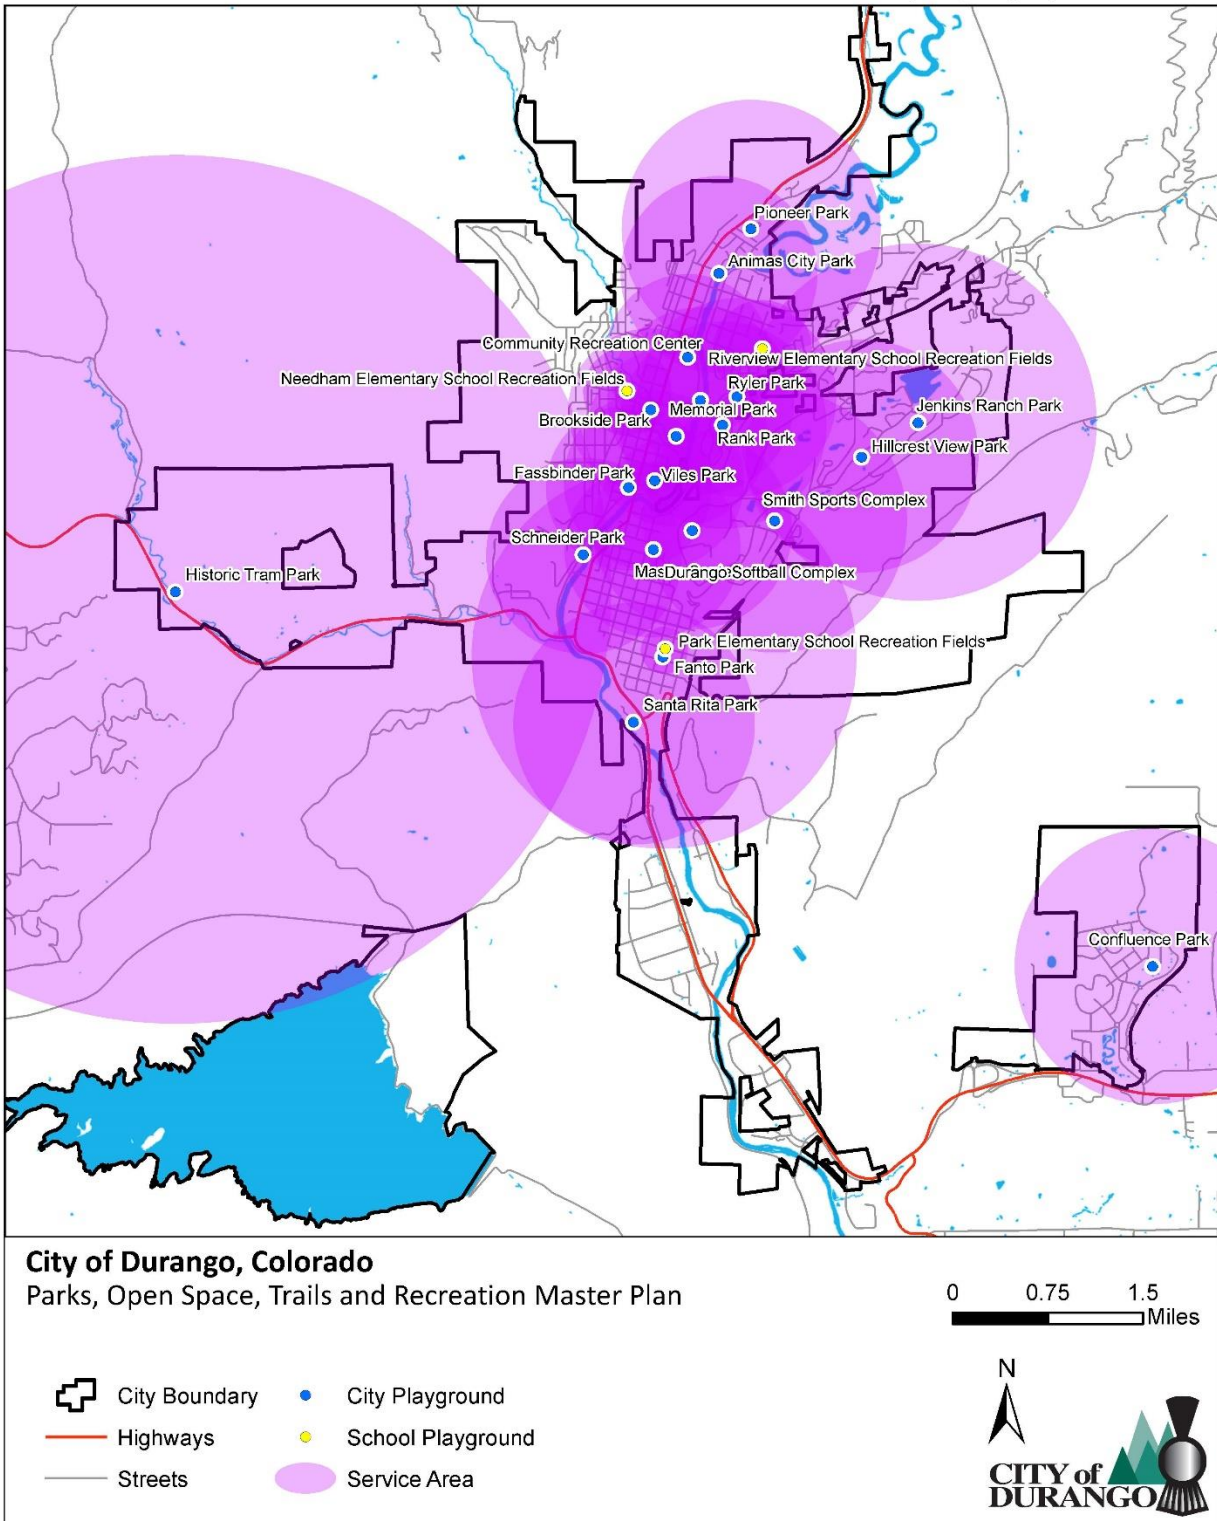 Pioneer Park
Animas City Park
Community Recreation Center
Riverview Elementary School Recreation Fields
Needham Elementary School Recreation Fields
Ryler Park
Memorial Park
Jenkins Ranch Park
Brookside Park
Rank Park
Hillcrest View Park
Fassbinder Park
Viles Park
Smith Sports Complex
Schneider Park
Mas
Durango Softball Complex
Historic Tram Park
Park Elementary School Recreation Fields
Fanto Park
Santa Rita Park
Confluence Park
City of Durango, Colorado
Parks, Open Space, Trails and Recreation Master Plan
0 0.75 1.5
Miles
N
City Boundary
City Playground
Highways
School Playground
Streets
Service Area
CITY of
DURANGO